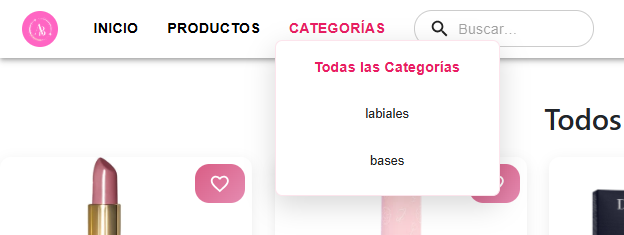 INICIO PRODUCTOS CATEGORÍAS Buscar...
Todas las Categorías
labiales
Todos
bases